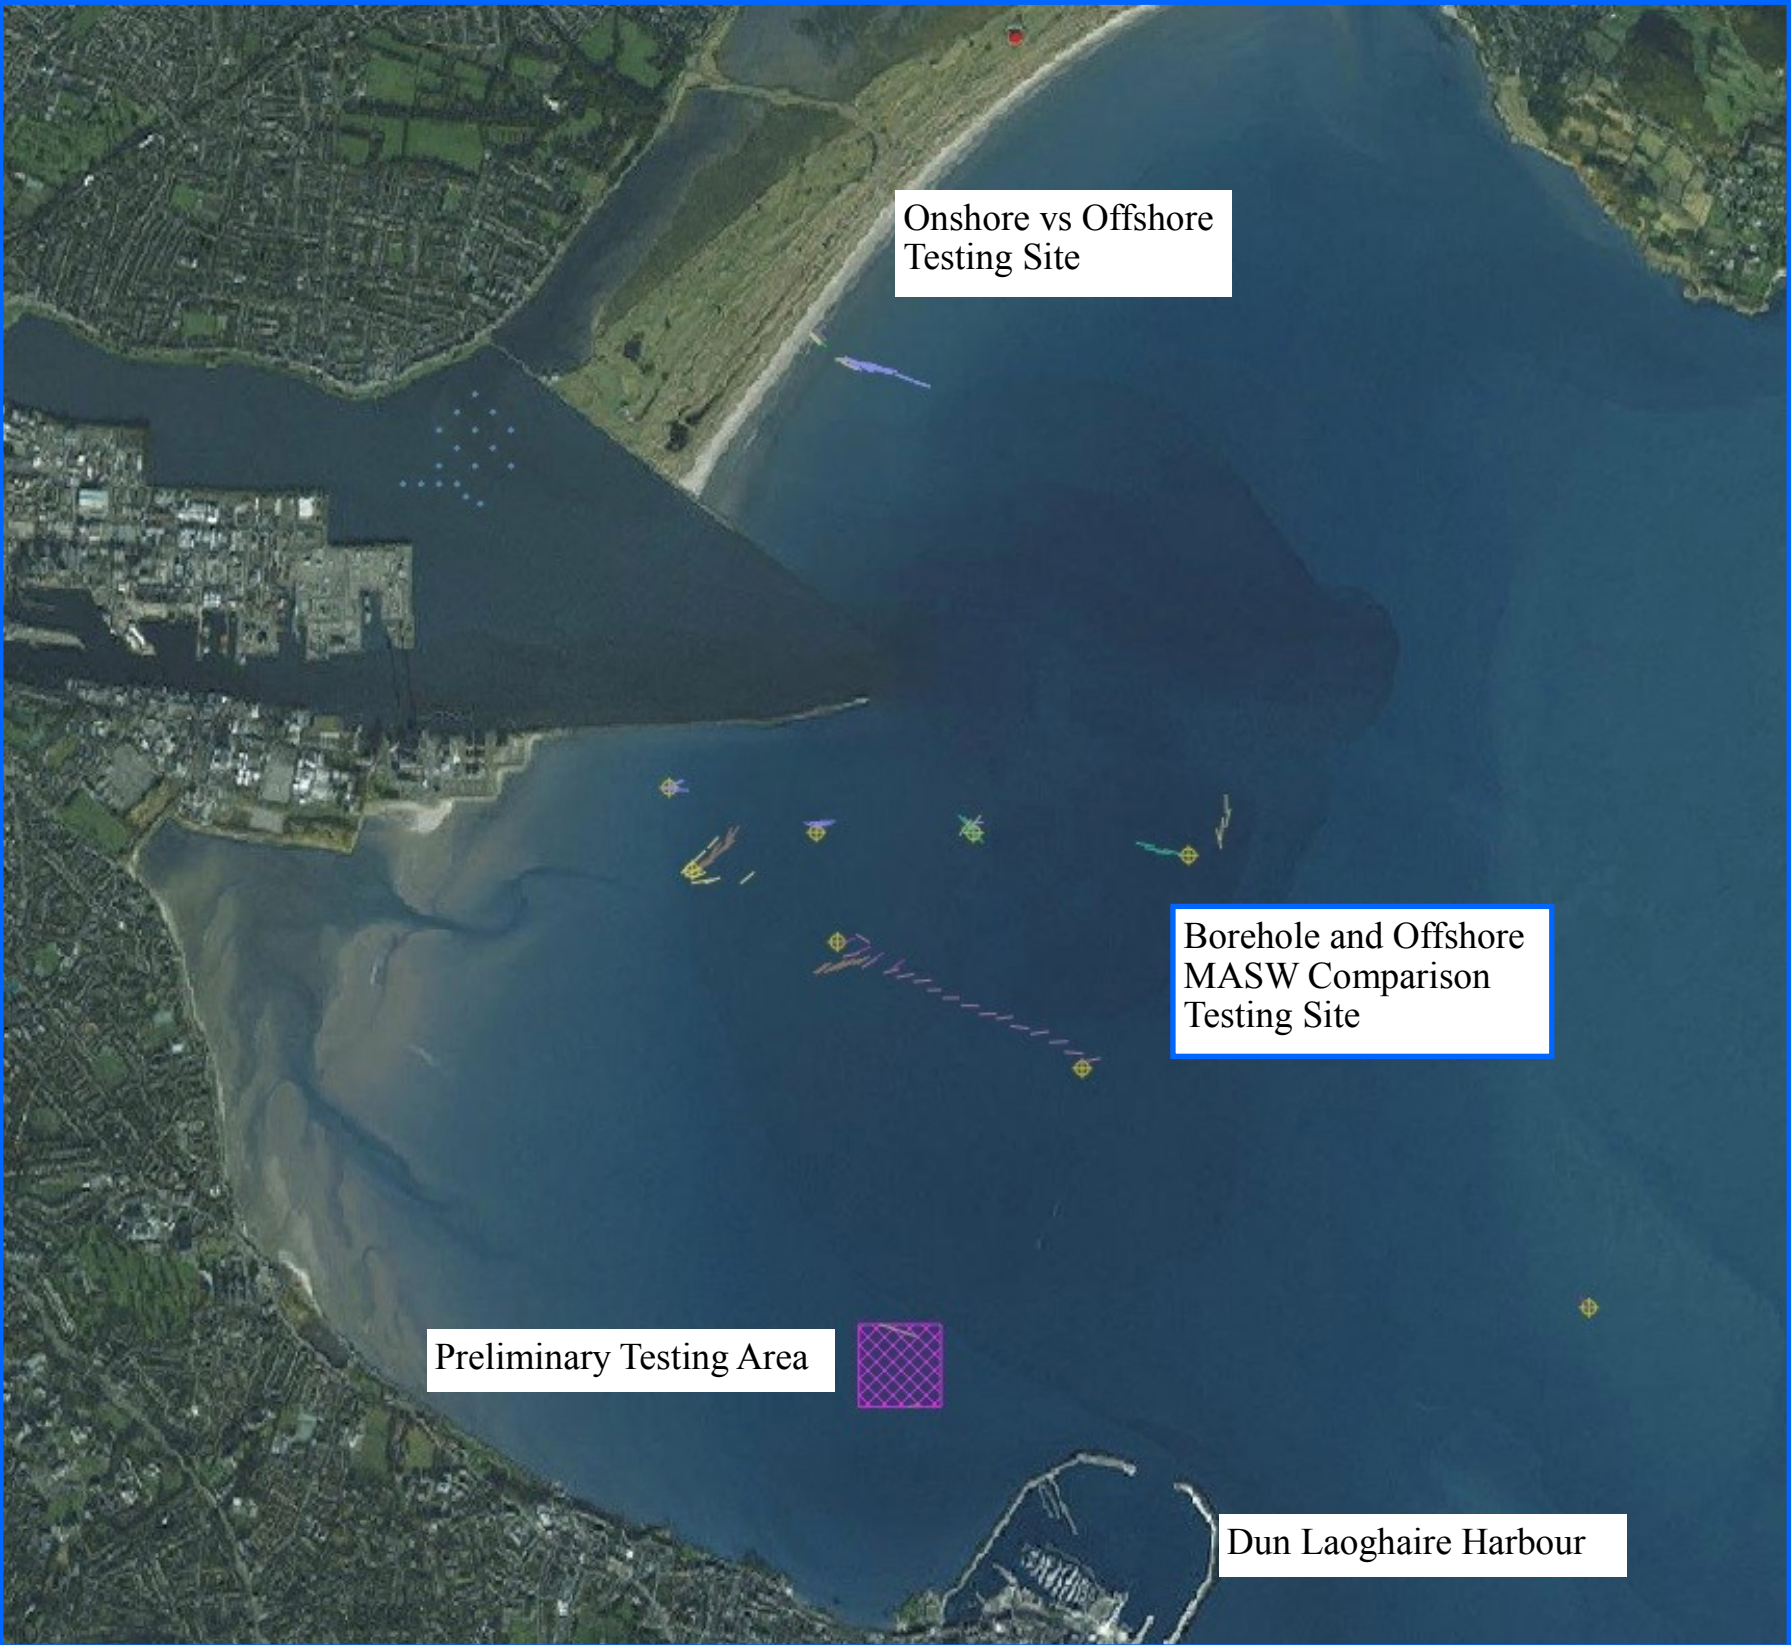 Onshore vs Offshore
Testing Site
Borehole and Offshore
MASW Comparison
Testing Site
Preliminary Testing Area
Dun Laoghaire Harbour